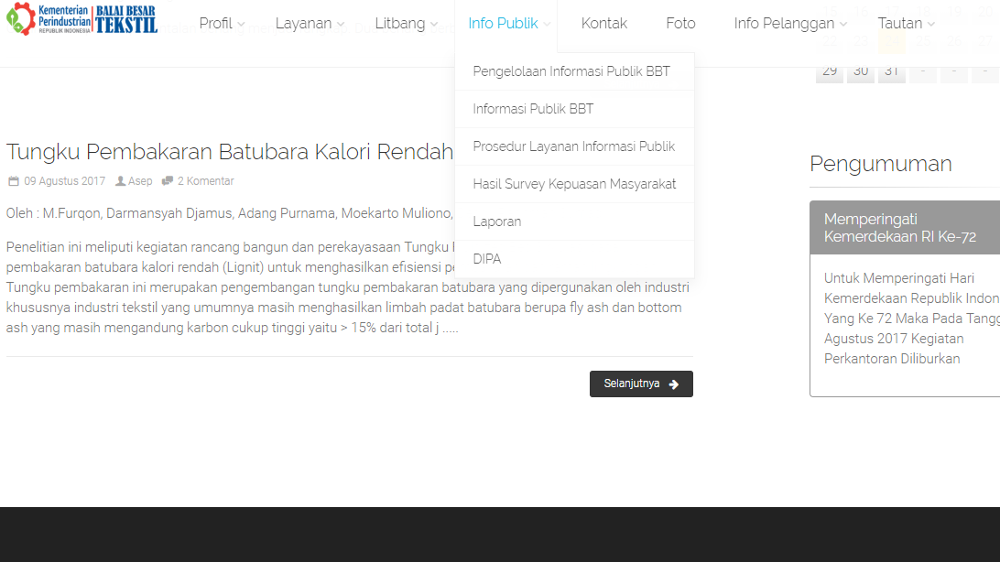 Kementerian
Perindustrian
REPUBLIK INDONESIA
BALAI BESAR
TEKSTIL
Profil
Layanan
Litbang
Info Publik
Kontak
Foto
Info Pelanggan
Tautan
Pengelolaan Informasi Publik BBT
Informasi Publik BBT
Prosedur Layanan Informasi Publik
Hasil Survey Kepuasan Masyarakat
Laporan
DIPA
29 30 31 - - -
Tungku Pembakaran Batubara Kalori Rendah
09 Agustus 2017 Asep 2 Komentar
Oleh : M.Furqon, Darmansyah Djamus, Adang Purnama, Moekarto Muliono,
Penelitian ini meliputi kegiatan rancang bangun dan perekayasaan Tungku
pembakaran batubara kalori rendah (Lignit) untuk menghasilkan efisiensi
Tungku pembakaran ini merupakan pengembangan tungku pembakaran batubara yang dipergunakan oleh industri
khususnya industri tekstil yang umumnya masih menghasilkan limbah padat batubara berupa fly ash dan bottom
ash yang masih mengandung karbon cukup tinggi yaitu > 15% dari total j .....
Selanjutnya
Pengumuman
Memperingati
Kemerdekaan RI Ke-72
Untuk Memperingati Hari
Kemerdekaan Republik Indon
Yang Ke 72 Maka Pada Tangg
Agustus 2017 Kegiatan
Perkantoran Diliburkan